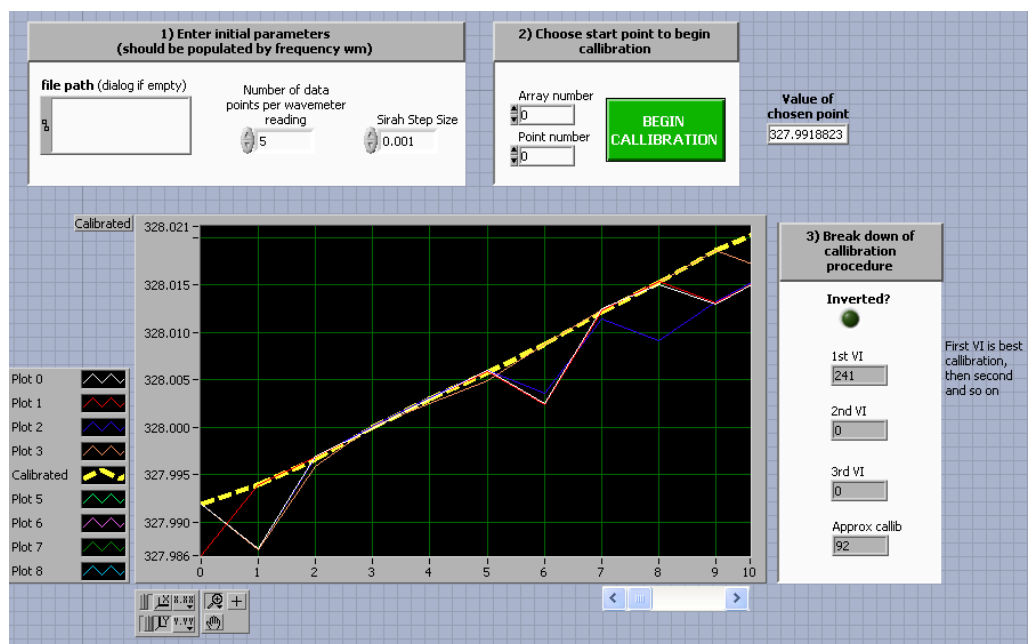 1) Enter initial parameters
(should be populated by frequency wm)
file path (dialog if empty)
Number of data
points per wavemeter
reading
5
Sirah Step Size
0.001
2) Choose start point to begin
callibration
Array number
0
Point number
0
BEGIN
CALLIBRATION
Value of
chosen point
327.9918823
Calibrated
328.021
328.015
328.010
328.005
328.000
327.995
327.990
327.986
0
1
2
3
4
5
6
7
8
9
10
Plot 0
Plot 1
Plot 2
Plot 3
Calibrated
Plot 5
Plot 6
Plot 7
Plot 8
3) Break down of
callibration
procedure
Inverted?
1st VI
241
2nd VI
0
3rd VI
0
Approx callib
92
First VI is best
calibration,
then second
and so on
X
X.XX
Y
Y.YY